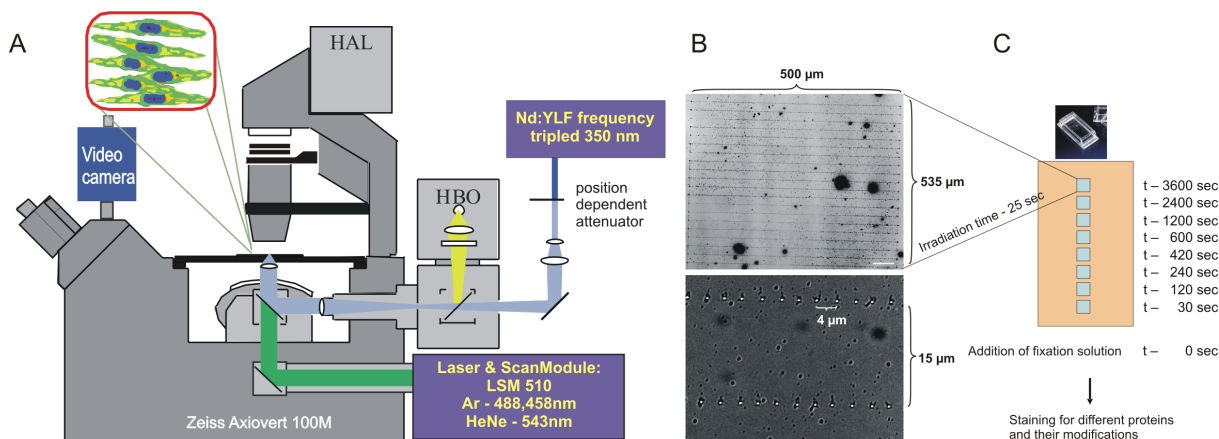 A
HAL
Video
camera
Nd:YLF frequency
tripled 350 nm
position
dependent
attenuator
HBO
Laser & ScanModule:
LSM 510
Ar - 488,458nm
HeNe - 543nm
Zeiss Axiovert 100M
B
500 µm
535 µm
4 µm
15 µm
Irradiation time - 25 sec
C
t – 3600 sec
t – 2400 sec
t – 1200 sec
t – 600 sec
t – 420 sec
t – 240 sec
t – 120 sec
t – 30 sec
Addition of fixation solution t – 0 sec
Staining for different proteins
and their modifications